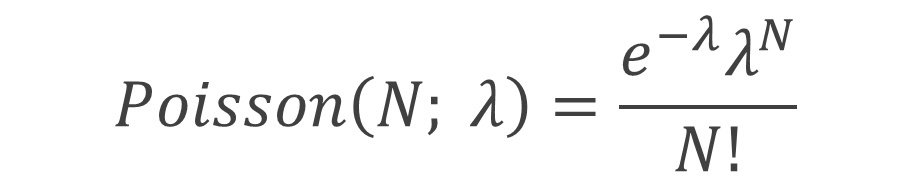 Poisson(N; λ) = e^{−λ}λ^N / N!